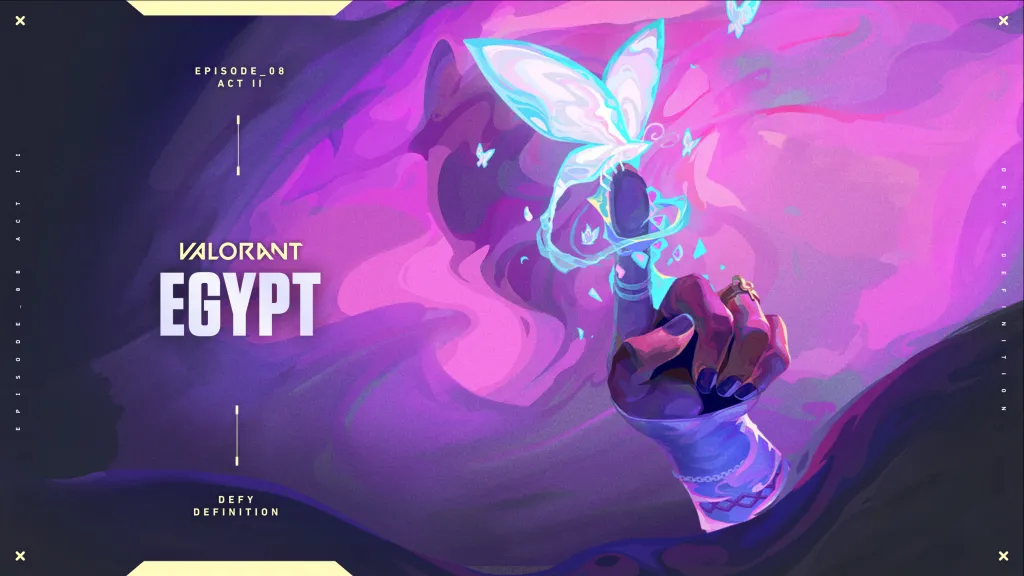 EPISODE_08
ACT II
VALORANT
EGYPT
DEFY
DEFINITION
EPISODE_08 ACT II
DEFY DEFINITION